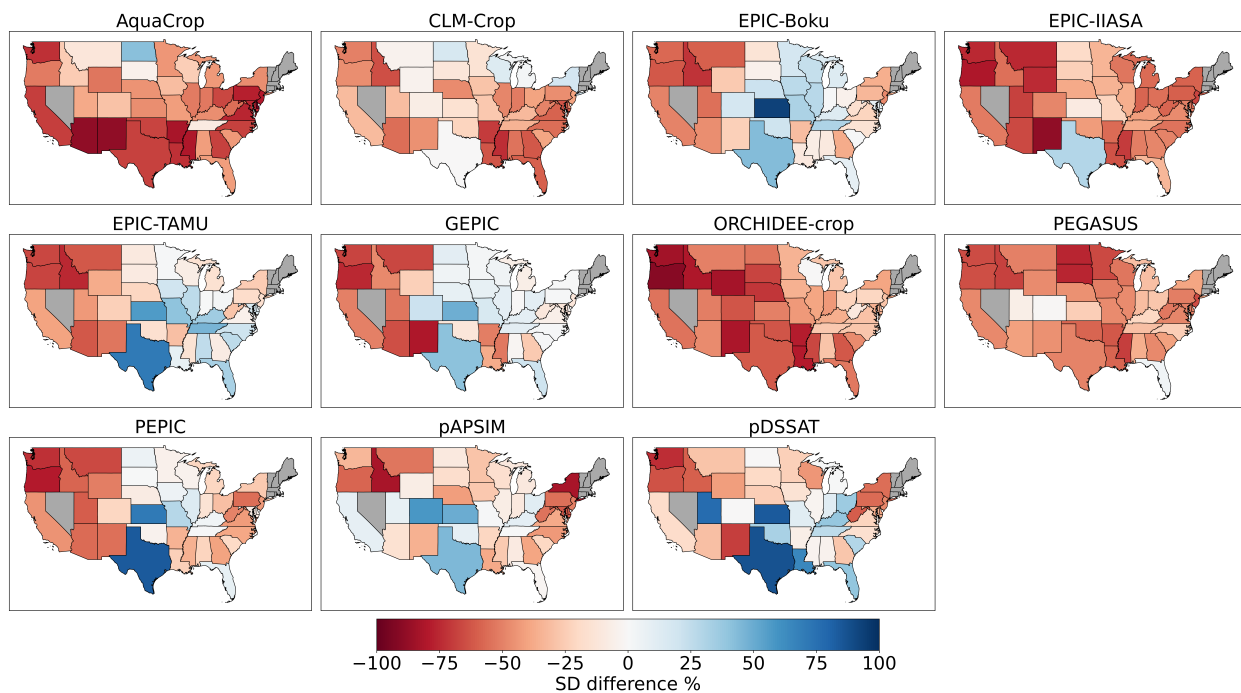 AquaCrop CLM-Crop EPIC-Boku EPIC-IIASA
EPIC-TAMU GEPIC ORCHIDEE-crop PEGASUS
PEPIC pAPSIM pDSSAT
−100 −75 −50 −25 0 25 50 75 100
SD difference %